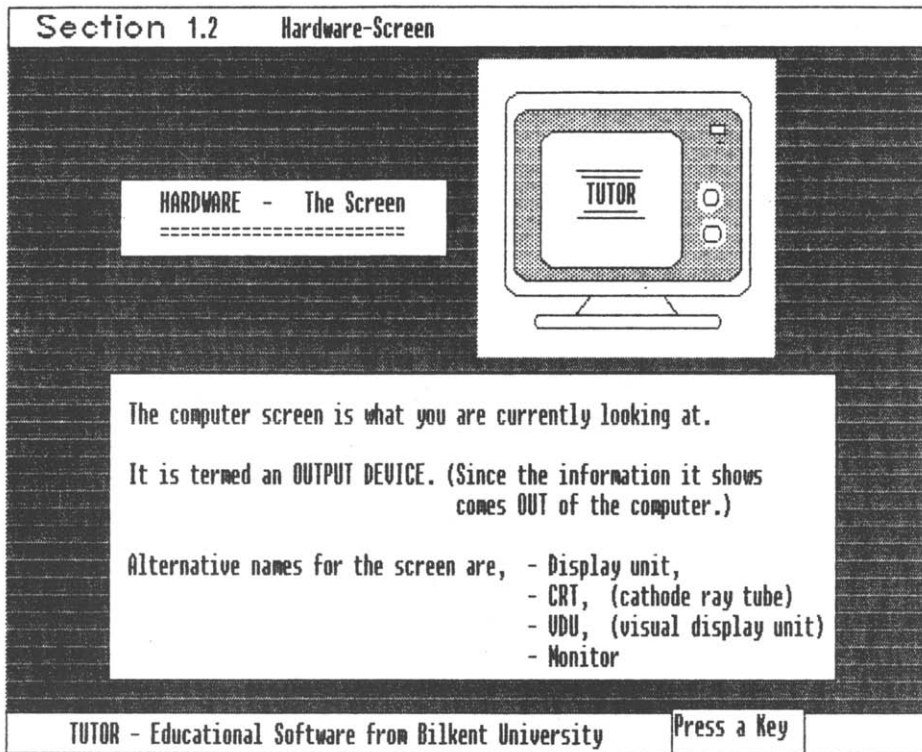 Section 1.2 Hardware-Screen
HARDWARE - The Screen
========================
TUTOR
The computer screen is what you are currently looking at.
It is termed an OUTPUT DEVICE. (Since the information it shows
comes OUT of the computer.)
Alternative names for the screen are, - Display unit,
- CRT, (cathode ray tube)
- VDU, (visual display unit)
- Monitor
TUTOR - Educational Software from Bilkent University Press a Key